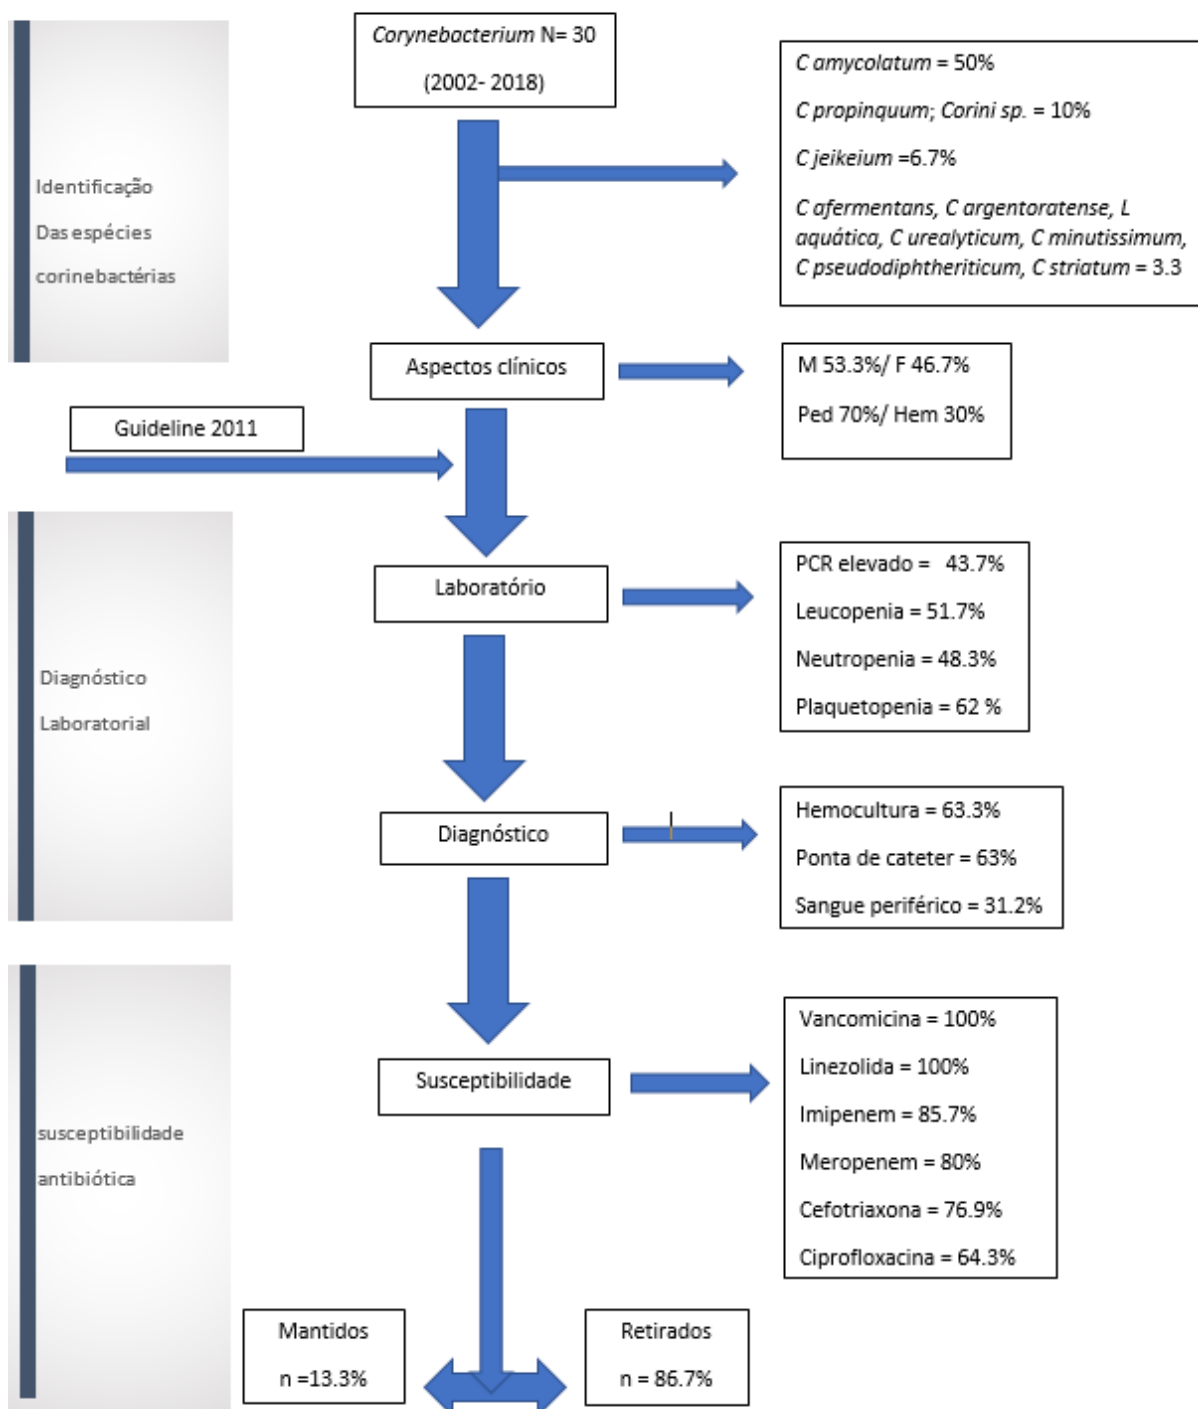 Corynebacterium N= 30
(2002- 2018)
C amycolatum = 50%
C propinquum; Corini sp. = 10%
C jeikeium =6.7%
C afermentans, C argentoratense, L
aquática, C urealyticum, C minutissimum,
C pseudodiphtheriticum, C striatum = 3.3
Identificação
Das espécies
corinebactérias
Aspectos clínicos
M 53.3%/ F 46.7%
Ped 70%/ Hem 30%
Guideline 2011
Laboratório
PCR elevado = 43.7%
Leucopenia = 51.7%
Neutropenia = 48.3%
Plaquetopenia = 62 %
Diagnóstico
Laboratorial
Diagnóstico
Hemocultura = 63.3%
Ponta de cateter = 63%
Sangue periférico = 31.2%
Susceptibilidade
Vancomicina = 100%
Linezolida = 100%
Imipenem = 85.7%
Meropenem = 80%
Cefotriaxona = 76.9%
Ciprofloxacina = 64.3%
susceptibilidade
antibiótica
Mantidos
n =13.3%
Retirados
n = 86.7%